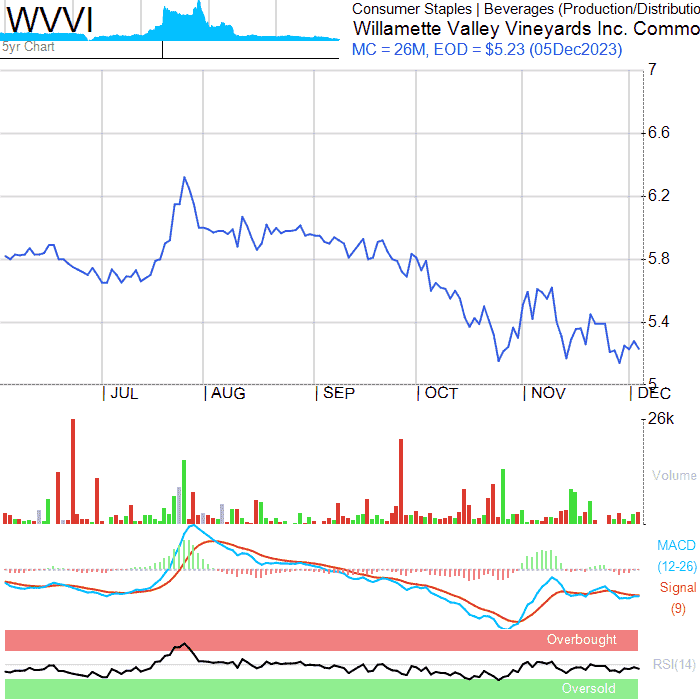 WVVI
5yr Chart
Consumer Staples | Beverages (Production/Distributio
Willamette Valley Vineyards Inc. Commo
MC = 26M, EOD = $5.23 (05Dec2023)
7
6.6
6.2
5.8
5.4
5
| JUL | AUG | SEP | OCT | NOV | DEC
26k
Volume
MACD
(12-26)
Signal
(9)
Overbought
RSI(14)
Oversold